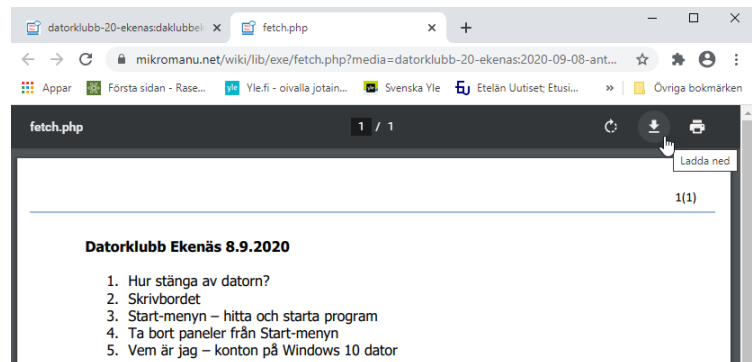 datorklubb-20-ekenas:daklubbek
fetch.php
mikromanu.net/wiki/lib/exe/fetch.php?media=datorklubb-20-ekenas:2020-09-08-ant...
Appar Första sidan - Rase... yle Yle.fi - oivalla jotain... Svenska Yle Etelän Uutiset; Etusi... » Övriga bokmärken
fetch.php 1 / 1
Ladda ned
1(1)
Datorklubb Ekenäs 8.9.2020
1. Hur stänga av datorn?
2. Skrivbordet
3. Start-menyn – hitta och starta program
4. Ta bort paneler från Start-menyn
5. Vem är jag – konton på Windows 10 dator